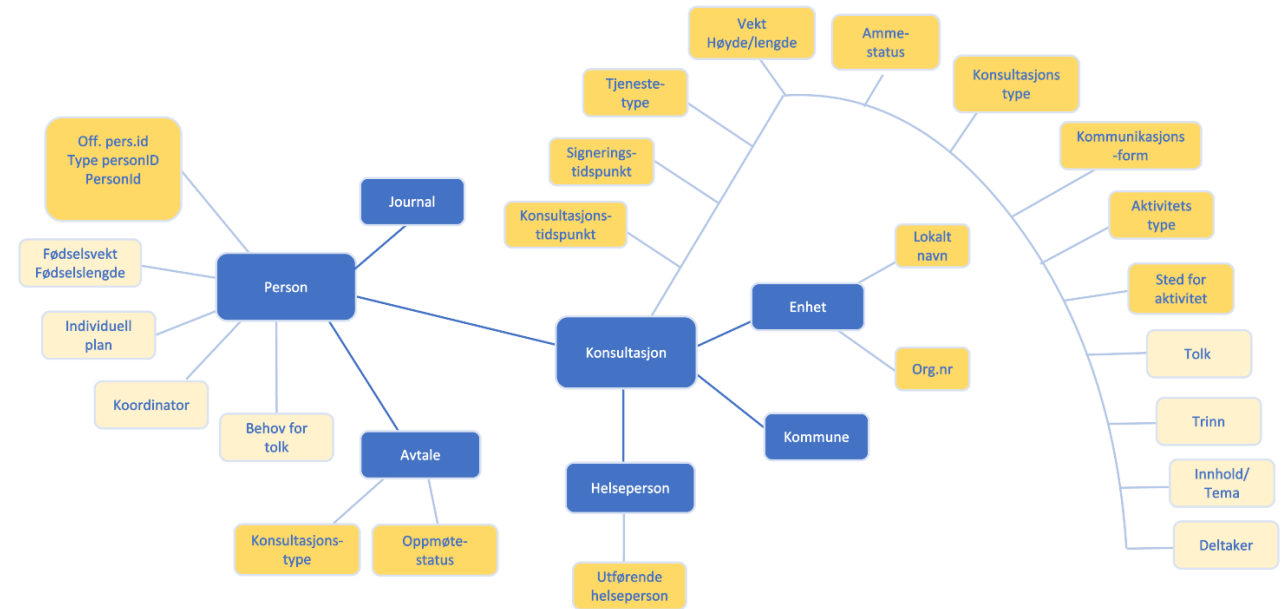 Vekt
Høyde/lengde
Amme-
status
Konsultasjons
type
Tjeneste-
type
Kommunikasjons
-form
Signerings-
tidspunkt
Aktivitets
type
Konsultasjons-
tidspunkt
Sted for
aktivitet
Tolk
Trinn
Innhold/
Tema
Deltaker
Off. pers.id
Type personID
PersonId
Journal
Fødselsvekt
Fødselslengde
Person
Individuell
plan
Koordinator
Behov for
tolk
Avtale
Konsultasjons-
type
Oppmøte-
status
Konsultasjon
Lokalt
navn
Enhet
Org.nr
Kommune
Helseperson
Utførende
helseperson